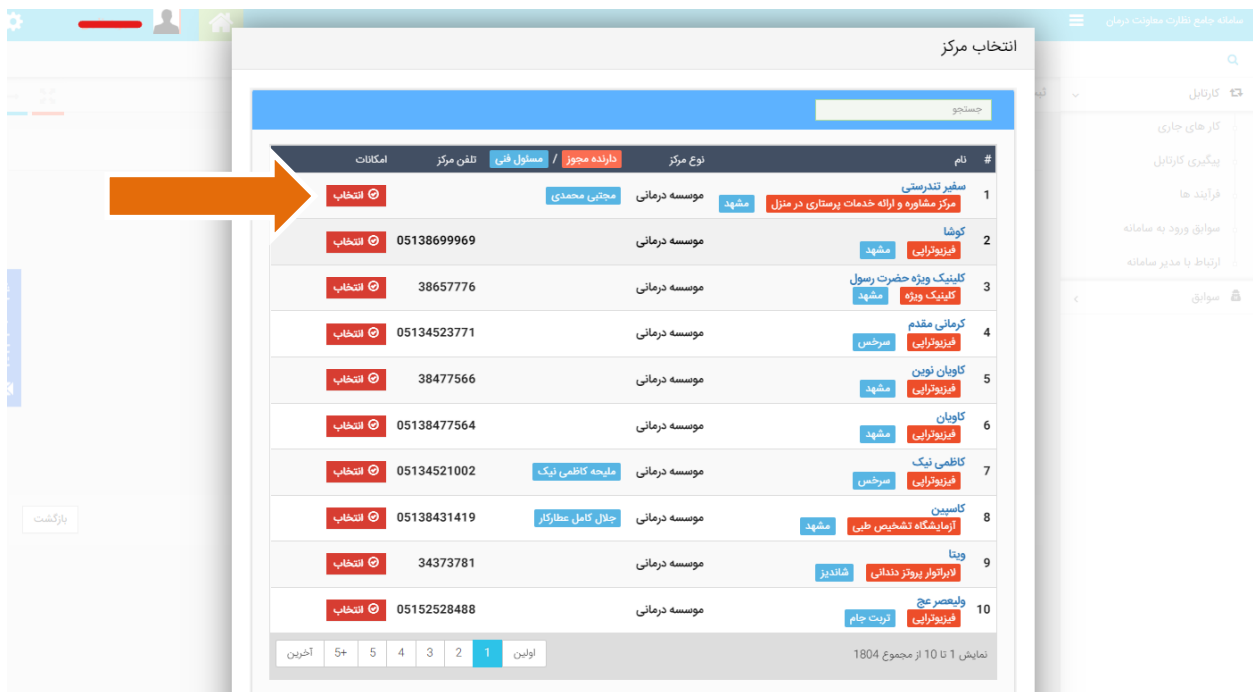 سامانه جامع نظارت معاونت درمان
کارتابل
کار های جاری
پیگیری کارتابل
فرآیند ها
سوابق ورود به سامانه
ارتباط با مدیر سامانه
سوابق
انتخاب مرکز
جستجو
# نام نوع مرکز دارنده مجوز / مسئول فنی تلفن مرکز امکانات
1 سفیر تندرستی موسسه درمانی مجتبی محمدی انتخاب
مرکز مشاوره و ارائه خدمات پرستاری در منزل مشهد
2 کوشا موسسه درمانی 05138699969 انتخاب
فیزیوتراپی مشهد
3 کلینیک ویژه حضرت رسول موسسه درمانی 38657776 انتخاب
کلینیک ویژه مشهد
4 کرمانی مقدم موسسه درمانی 05134523771 انتخاب
فیزیوتراپی سرخس
5 کاویان نوین موسسه درمانی 38477566 انتخاب
فیزیوتراپی مشهد
6 کاویان موسسه درمانی 05138477564 انتخاب
فیزیوتراپی مشهد
7 کاظمی نیک موسسه درمانی ملیحه کاظمی نیک 05134521002 انتخاب
فیزیوتراپی سرخس
8 کاسپین موسسه درمانی جلال کامل عطارکار 05138431419 انتخاب
آزمایشگاه تشخیص طبی مشهد
9 ویتا موسسه درمانی 34373781 انتخاب
لابراتوار پروتز دندانی شاندیز
10 ولیعصر عج موسسه درمانی 05152528488 انتخاب
فیزیوتراپی تربت جام
نمایش 1 تا 10 از مجموع 1804
اولین 1 2 3 4 5 +5 آخرین
بازگشت